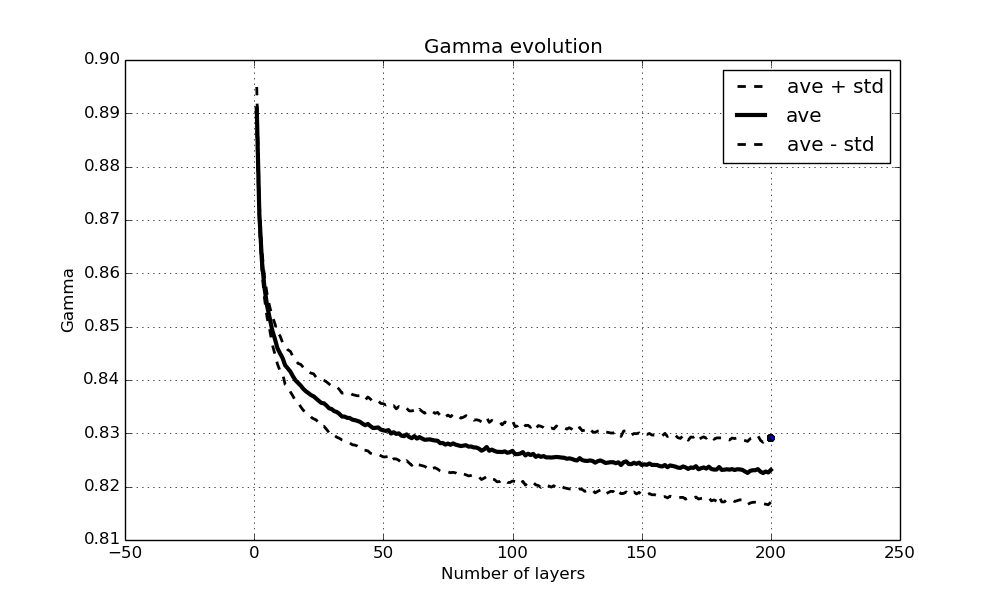 Gamma evolution
0.90
0.89
0.88
0.87
0.86
0.85
0.84
0.83
0.82
0.81
Gamma
ave + std
ave
ave - std
−50 0 50 100 150 200 250
Number of layers